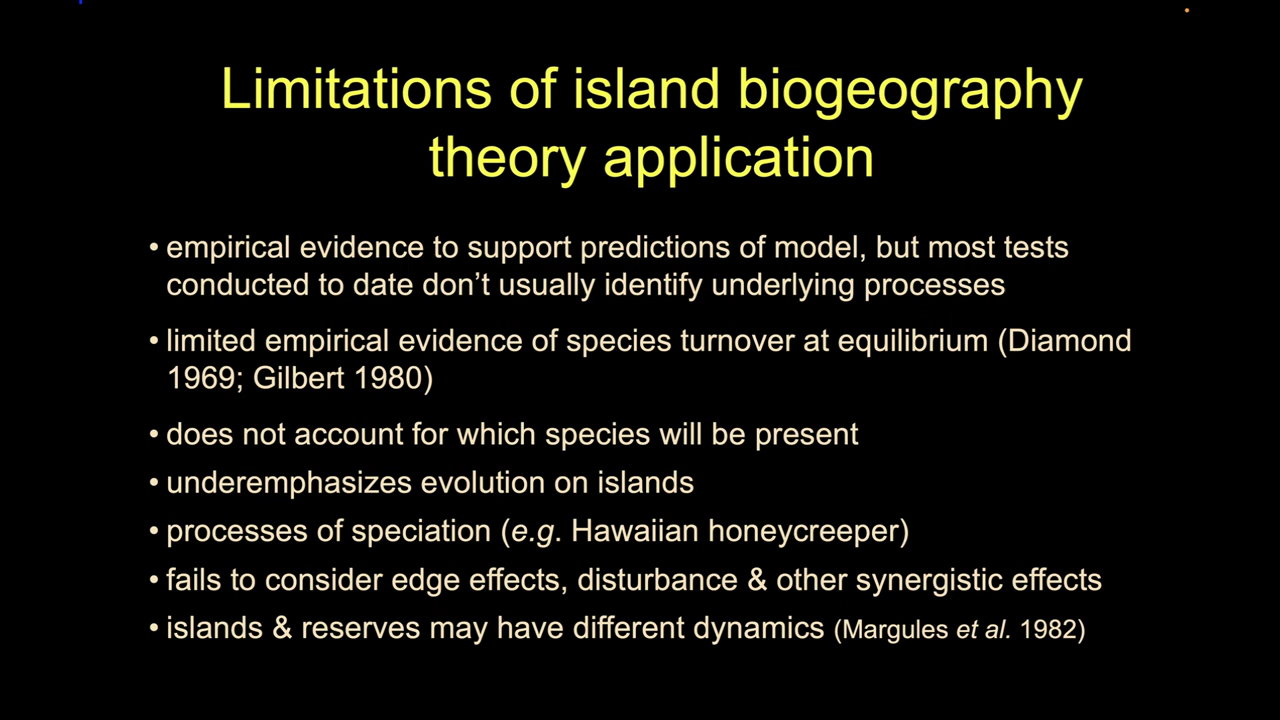 Limitations of island biogeography
theory application
• empirical evidence to support predictions of model, but most tests
conducted to date don’t usually identify underlying processes
• limited empirical evidence of species turnover at equilibrium (Diamond
1969; Gilbert 1980)
• does not account for which species will be present
• underemphasizes evolution on islands
• processes of speciation (e.g. Hawaiian honeycreeper)
• fails to consider edge effects, disturbance & other synergistic effects
• islands & reserves may have different dynamics (Margules et al. 1982)